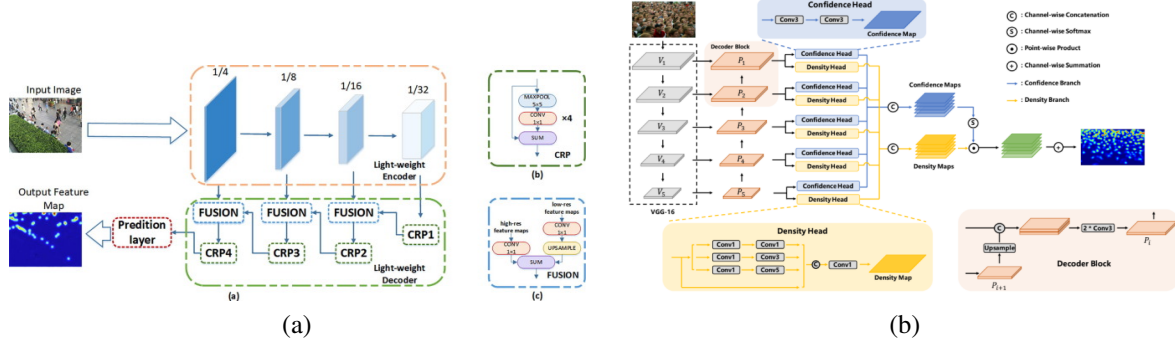 Input Image
1/4
1/8
1/16
1/32
Light-weight
Encoder
Output Feature
Map
Predition
layer
FUSION
FUSION
FUSION
CRP4
CRP3
CRP2
CRP1
Light-weight
Decoder
(a)
MAXPOOL
5×5
CONV
1×1
SUM
×4
CRP
(b)
high-res
feature maps
low-res
feature maps
CONV
1×1
CONV
1×1
UPSAMPLE
SUM
FUSION
(c)
(a)
Confidence Head
Conv3
Conv3
Confidence Map
Decoder Block
V1
V2
V3
V4
V5
VGG-16
P1
P2
P3
P4
P5
Confidence Head
Density Head
Confidence Head
Density Head
Confidence Head
Density Head
Confidence Head
Density Head
Confidence Head
Density Head
C
C
Confidence Maps
S
Density Maps
C : Channel-wise Concatenation
S : Channel-wise Softmax
: Point-wise Product
+ : Channel-wise Summation
: Confidence Branch
: Density Branch
Density Head
Conv1
Conv1
Conv1
Conv3
Conv1
Conv5
C
Conv1
Density Map
C
2 * Conv3
Pi
Upsample
Pi+1
Decoder Block
(b)